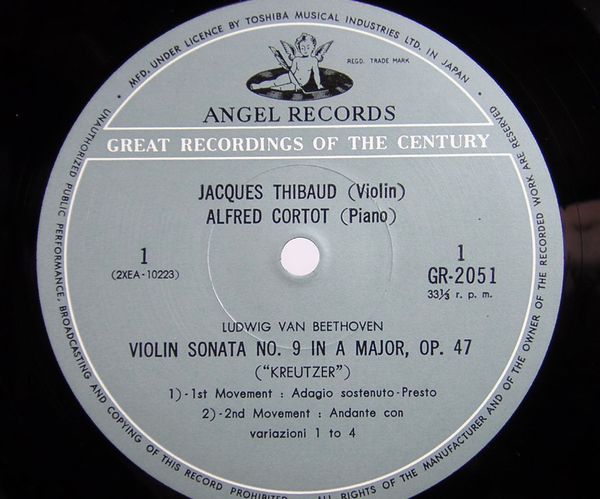 MFD. UNDER LICENCE BY TOSHIBA MUSICAL INDUSTRIES LTD. IN JAPAN
REGD. TRADE MARK
ANGEL RECORDS
GREAT RECORDINGS OF THE CENTURY
JACQUES THIBAUD (Violin)
ALFRED CORTOT (Piano)
1
(2XEA-10223)
1
GR-2051
33⅓ r. p. m.
LUDWIG VAN BEETHOVEN
VIOLIN SONATA NO. 9 IN A MAJOR, OP. 47
("KREUTZER")
1)-1st Movement : Adagio sostenuto-Presto
2)-2nd Movement : Andante con
variazioni 1 to 4
UNAUTHORIZED PUBLIC PERFORMANCE, BROADCASTING AND COPYING OF THIS RECORD PROHIBITED · ALL RIGHTS OF THE MANUFACTURER AND OF THE OWNER OF THE RECORDED WORK ARE RESERVED